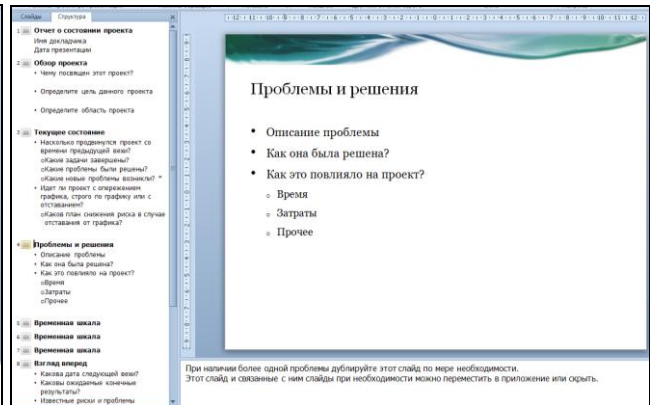 Слайды Структура
1 Отчет о состоянии проекта
Имя докладчика
Дата презентации
2 Обзор проекта
• Чему посвящен этот проект?
• Определите цель данного проекта
• Определите область проекта
3 Текущее состояние
• Насколько продвинулся проект со
времени предыдущей вехи?
oКакие задачи завершены?
oКакие проблемы были решены?
oКакие новые проблемы возникли?
• Идет ли проект с опережением
графика, строго по графику или с
отставанием?
oКаков план снижения риска в случае
отставания от графика?
4 Проблемы и решения
• Описание проблемы
• Как она была решена?
• Как это повлияло на проект?
oВремя
oЗатраты
oПрочее
5 Временная шкала
6 Временная шкала
7 Временная шкала
8 Взгляд вперед
• Какова дата следующей вехи?
• Каковы ожидаемые конечные
результаты?
• Известные риски и проблемы
Проблемы и решения
• Описание проблемы
• Как она была решена?
• Как это повлияло на проект?
o Время
o Затраты
o Прочее
При наличии более одной проблемы дублируйте этот слайд по мере необходимости.
Этот слайд и связанные с ним слайды при необходимости можно переместить в приложение или скрыть.